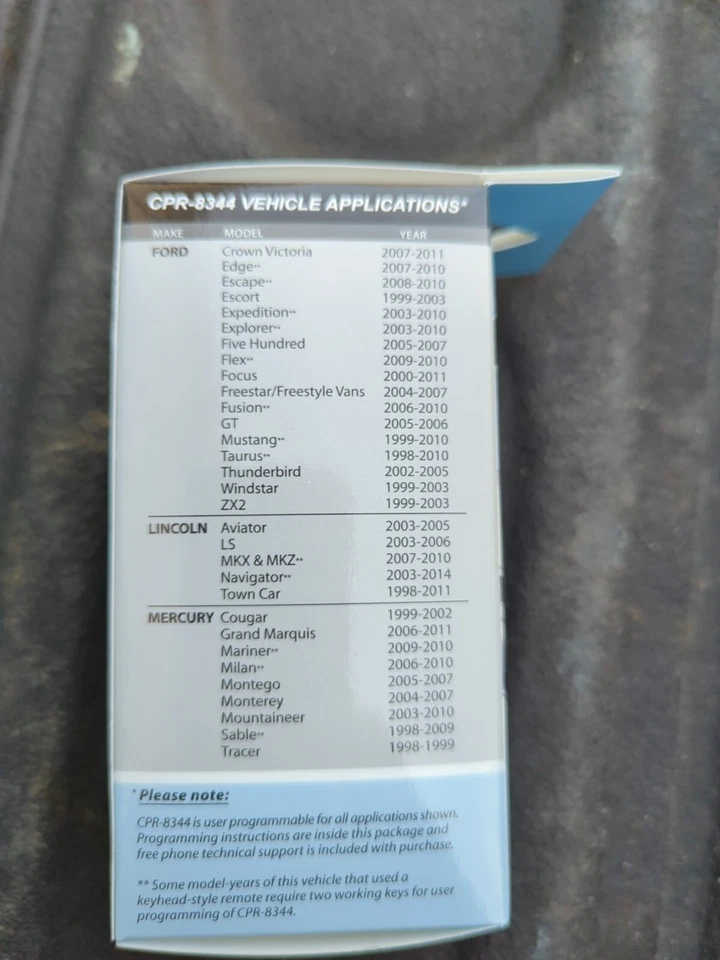 CPR-8344 VEHICLE APPLICATIONS*
MAKE MODEL YEAR
FORD Crown Victoria 2007-2011
Edge** 2007-2010
Escape** 2008-2010
Escort 1999-2003
Expedition** 2003-2010
Explorer** 2003-2010
Five Hundred 2005-2007
Flex** 2009-2010
Focus 2000-2011
Freestar/Freestyle Vans 2004-2007
Fusion** 2006-2010
GT 2005-2006
Mustang** 1999-2010
Taurus** 1998-2010
Thunderbird 2002-2005
Windstar 1999-2003
ZX2 1999-2003
LINCOLN Aviator 2003-2005
LS 2003-2006
MKX & MKZ** 2007-2010
Navigator** 2003-2014
Town Car 1998-2011
MERCURY Cougar 1999-2002
Grand Marquis 2006-2011
Mariner** 2009-2010
Milan** 2006-2010
Montego 2005-2007
Monterey 2004-2007
Mountaineer 2003-2010
Sable** 1998-2009
Tracer 1998-1999
* Please note:
CPR-8344 is user programmable for all applications shown.
Programming instructions are inside this package and
free phone technical support is included with purchase.
** Some model-years of this vehicle that used a
keyhead-style remote require two working keys for user
programming of CPR-8344.